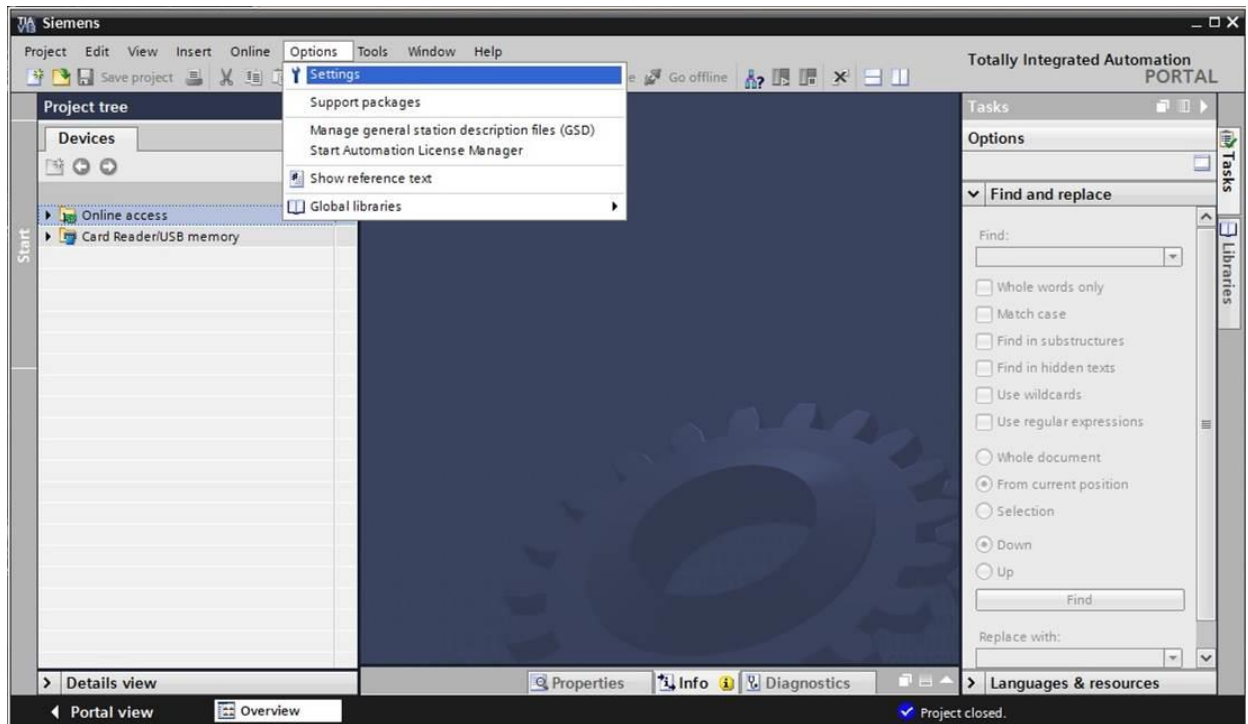 Siemens
Project Edit View Insert Online Options Tools Window Help
Totally Integrated Automation
PORTAL
Save project
Go offline
Settings
Support packages
Manage general station description files (GSD)
Start Automation License Manager
Show reference text
Global libraries
Project tree
Devices
Online access
Card Reader/USB memory
Start
Details view
Tasks
Options
Find and replace
Find:
Whole words only
Match case
Find in substructures
Find in hidden texts
Use wildcards
Use regular expressions
Whole document
From current position
Selection
Down
Up
Find
Replace with:
Languages & resources
Tasks
Libraries
Properties Info Diagnostics
Portal view Overview
Project closed.